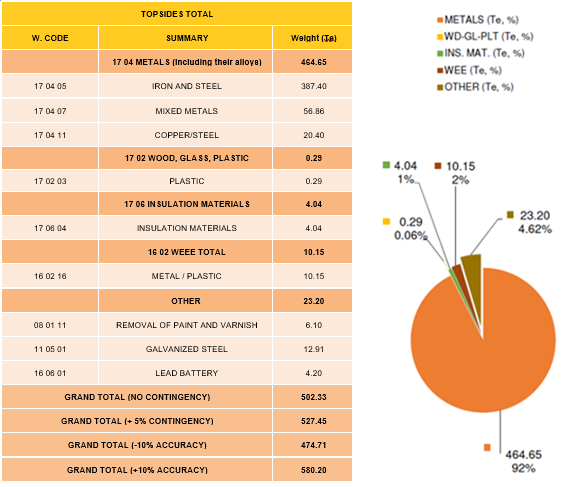 TOPSIDES TOTAL
W. CODE SUMMARY Weight (Te)
17 04 METALS (including their alloys) 464.65
17 04 05 IRON AND STEEL 387.40
17 04 07 MIXED METALS 56.86
17 04 11 COPPER/STEEL 20.40
17 02 WOOD, GLASS, PLASTIC 0.29
17 02 03 PLASTIC 0.29
17 06 INSULATION MATERIALS 4.04
17 06 04 INSULATION MATERIALS 4.04
16 02 WEEE TOTAL 10.15
16 02 16 METAL / PLASTIC 10.15
OTHER 23.20
08 01 11 REMOVAL OF PAINT AND VARNISH 6.10
11 05 01 GALVANIZED STEEL 12.91
16 06 01 LEAD BATTERY 4.20
GRAND TOTAL (NO CONTINGENCY) 502.33
GRAND TOTAL (+ 5% CONTINGENCY) 527.45
GRAND TOTAL (-10% ACCURACY) 474.71
GRAND TOTAL (+10% ACCURACY) 580.20
METALS (Te, %)
WD-GL-PLT (Te, %)
INS. MAT. (Te, %)
WEE (Te, %)
OTHER (Te, %)
4.04
1%
10.15
2%
0.29
0.06%
23.20
4.62%
464.65
92%